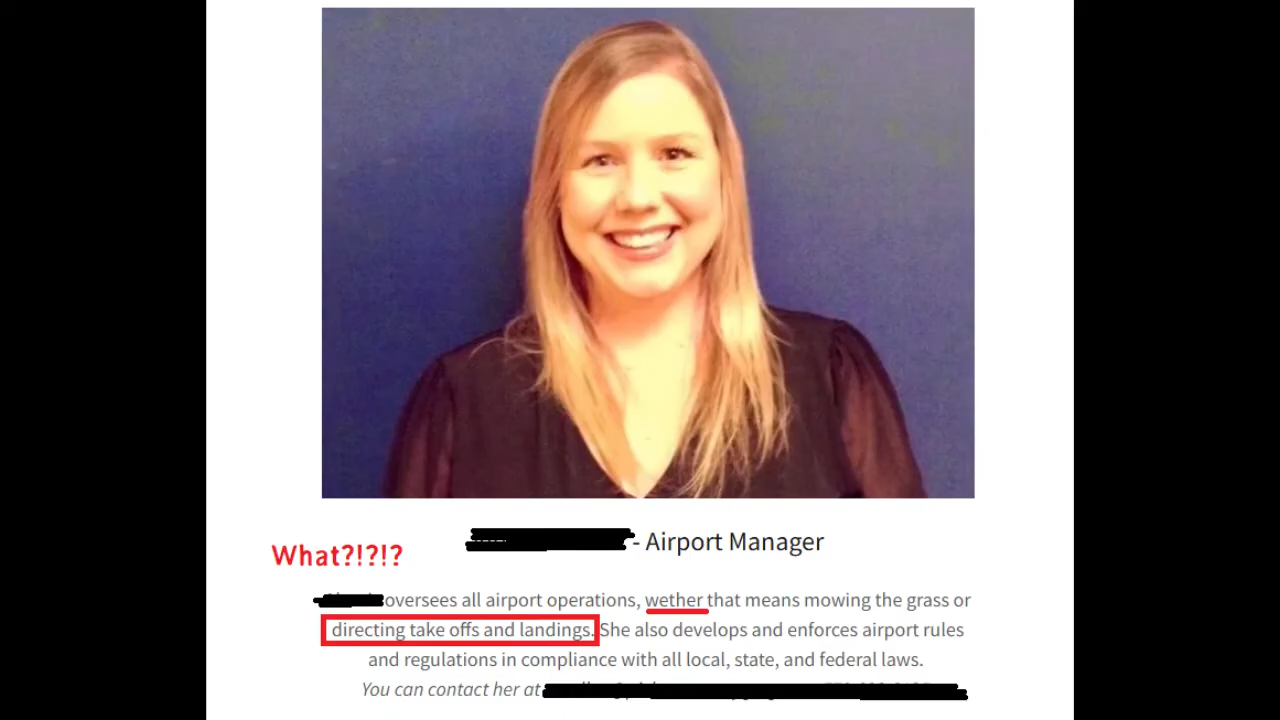 - Airport Manager
What?!?!?
oversees all airport operations, wether that means mowing the grass or
directing take offs and landings. She also develops and enforces airport rules
and regulations in compliance with all local, state, and federal laws.
You can contact her at